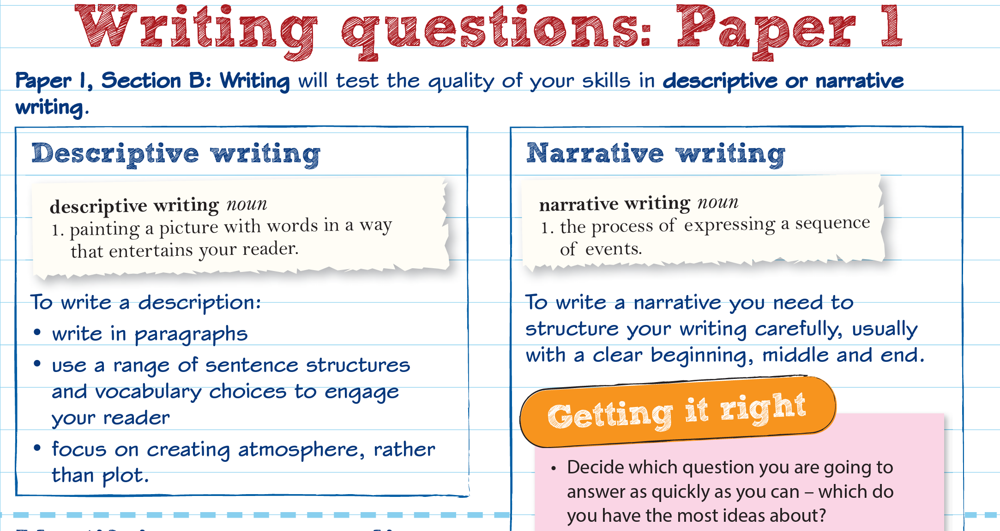 Writing questions: Paper 1
Paper 1, Section B: Writing will test the quality of your skills in descriptive or narrative
writing.
Descriptive writing
descriptive writing noun
1. painting a picture with words in a way
that entertains your reader.
To write a description:
• write in paragraphs
• use a range of sentence structures
and vocabulary choices to engage
your reader
• focus on creating atmosphere, rather
than plot.
Narrative writing
narrative writing noun
1. the process of expressing a sequence
of events.
To write a narrative you need to
structure your writing carefully, usually
with a clear beginning, middle and end.
Getting it right
• Decide which question you are going to
answer as quickly as you can – which do
you have the most ideas about?